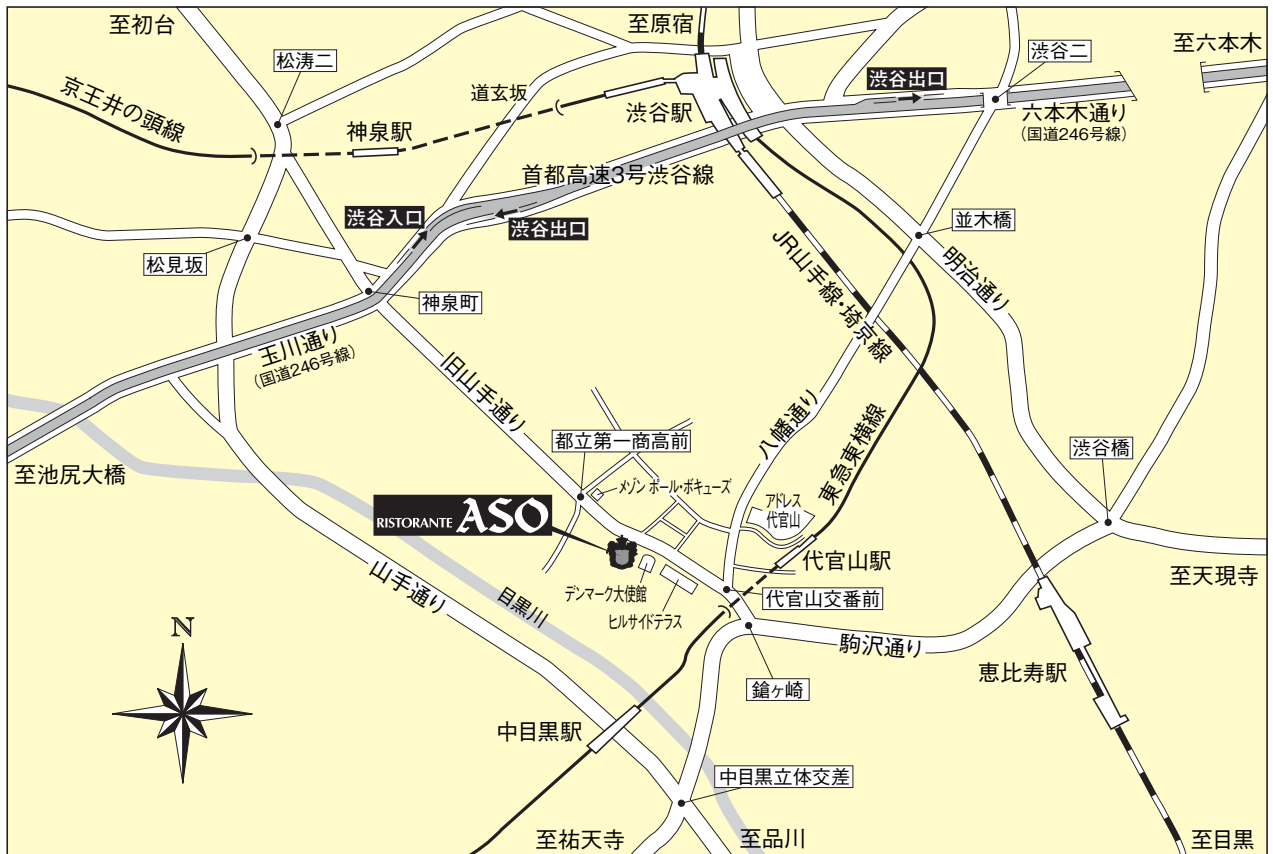 至初台
至原宿
至六本木
松涛二
渋谷二
渋谷出口
京王井の頭線
道玄坂
神泉駅
渋谷駅
六本木通り
(国道246号線)
首都高速3号渋谷線
渋谷入口
渋谷出口
並木橋
松見坂
JR山手線・埼京線
明治通り
神泉町
玉川通り
(国道246号線)
旧山手通り
八幡通り
東急東横線
都立第一商高前
渋谷橋
至池尻大橋
メゾン ポール・ボキューズ
アドレス
代官山
RISTORANTE ASO
代官山駅
山手通り
目黒川
デンマーク大使館
ヒルサイドテラス
代官山交番前
至天現寺
N
駒沢通り
恵比寿駅
鎗ヶ崎
中目黒駅
中目黒立体交差
至祐天寺
至品川
至目黒